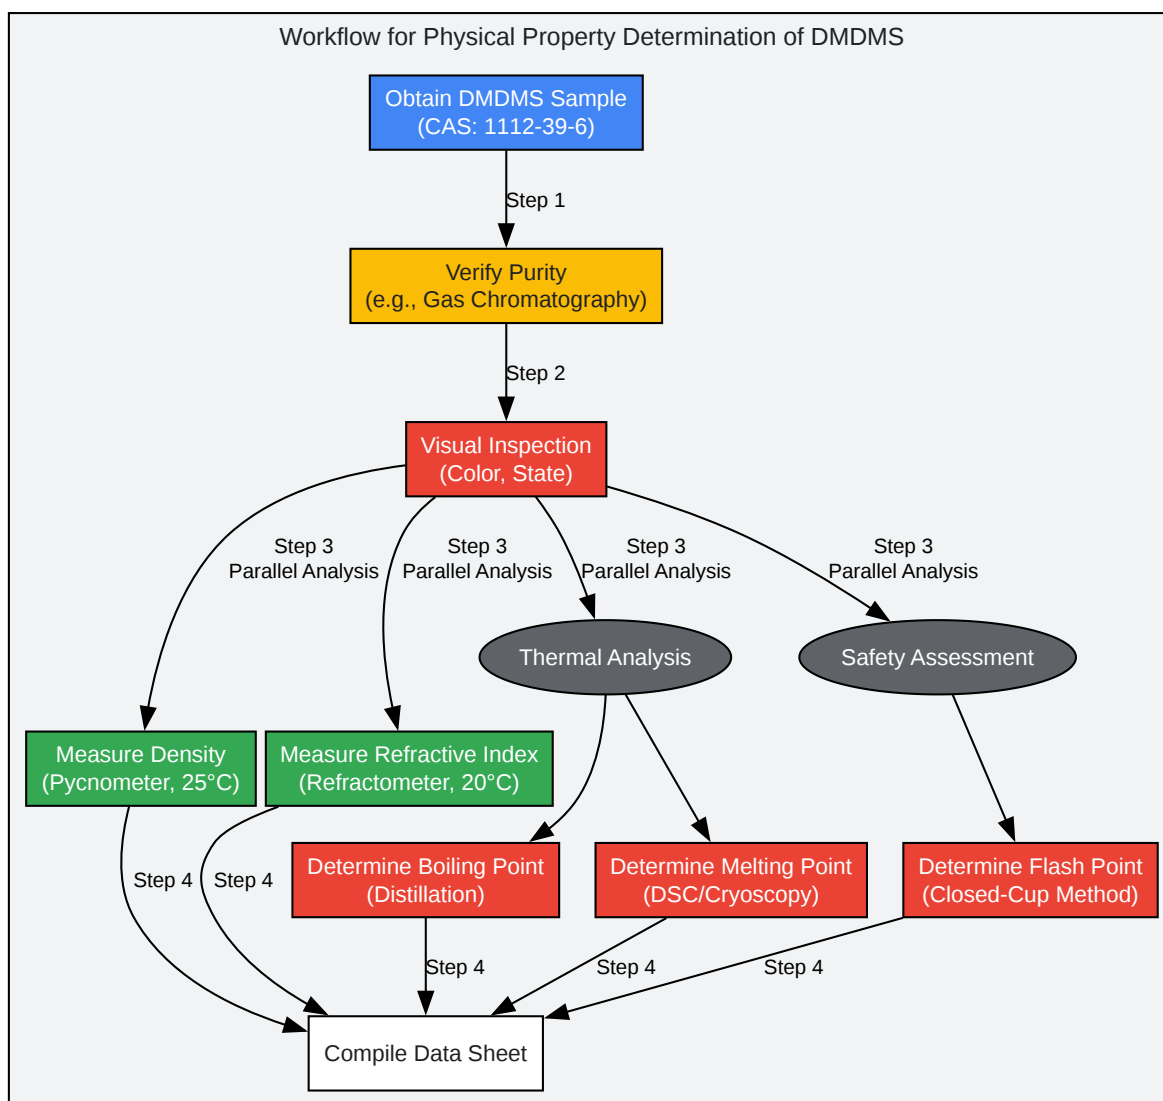 Workflow for Physical Property Determination of DMDMS
Obtain DMDMS Sample
(CAS: 1112-39-6)
Step 1
Verify Purity
(e.g., Gas Chromatography)
Step 2
Visual Inspection
(Color, State)
Step 3
Parallel Analysis
Step 3
Parallel Analysis
Step 3
Parallel Analysis
Step 3
Parallel Analysis
Thermal Analysis
Safety Assessment
Measure Density
(Pycnometer, 25°C)
Measure Refractive Index
(Refractometer, 20°C)
Determine Boiling Point
(Distillation)
Determine Melting Point
(DSC/Cryoscopy)
Determine Flash Point
(Closed-Cup Method)
Step 4
Step 4
Step 4
Step 4
Step 4
Compile Data Sheet